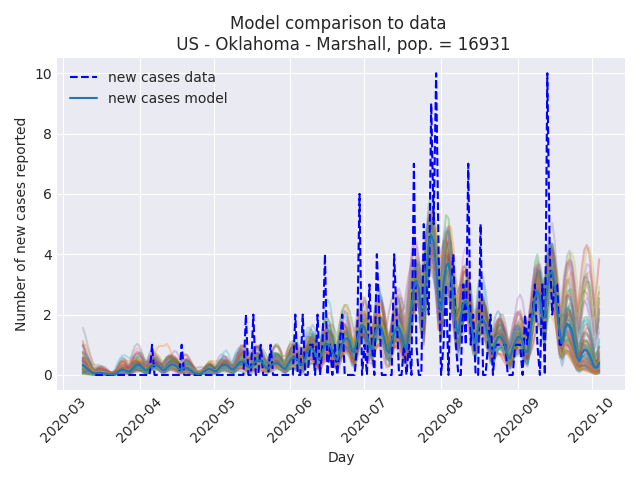 Model comparison to data
US - Oklahoma - Marshall, pop. = 16931
new cases data
new cases model
Number of new cases reported
10
8
6
4
2
0
2020-03
2020-04
2020-05
2020-06
2020-07
2020-08
2020-09
2020-10
Day